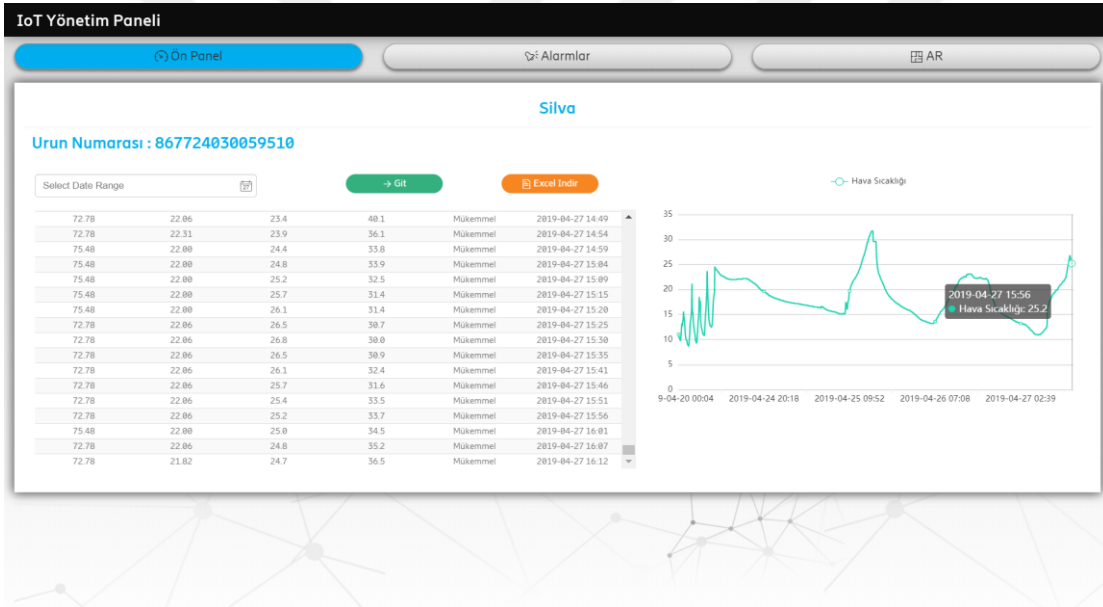 IoT Yönetim Paneli
Ön Panel
Alarmlar
AR
Silva
Urun Numarası : 867724030059510
Select Date Range
→ Git
Excel Indir
Hava Sıcaklığı
72.78 22.06 23.4 40.1 Mükemmel 2019-04-27 14:49
72.78 22.31 23.9 36.1 Mükemmel 2019-04-27 14:54
75.48 22.00 24.4 33.8 Mükemmel 2019-04-27 14:59
75.48 22.00 24.8 33.9 Mükemmel 2019-04-27 15:04
75.48 22.00 25.2 32.5 Mükemmel 2019-04-27 15:09
75.48 22.00 25.7 31.4 Mükemmel 2019-04-27 15:15
75.48 22.00 26.1 31.4 Mükemmel 2019-04-27 15:20
72.78 22.06 26.5 30.7 Mükemmel 2019-04-27 15:25
72.78 22.06 26.8 30.0 Mükemmel 2019-04-27 15:30
72.78 22.06 26.5 30.9 Mükemmel 2019-04-27 15:35
72.78 22.06 26.1 32.4 Mükemmel 2019-04-27 15:41
72.78 22.06 25.7 31.6 Mükemmel 2019-04-27 15:46
72.78 22.06 25.4 33.5 Mükemmel 2019-04-27 15:51
72.78 22.06 25.2 33.7 Mükemmel 2019-04-27 15:56
75.48 22.00 25.0 34.5 Mükemmel 2019-04-27 16:01
72.78 22.06 24.8 35.2 Mükemmel 2019-04-27 16:07
72.78 21.82 24.7 36.5 Mükemmel 2019-04-27 16:12
35
30
25
20
15
10
5
0
2019-04-27 15:56
Hava Sıcaklığı: 25.2
9-04-20 00:04 2019-04-24 20:18 2019-04-25 09:52 2019-04-26 07:08 2019-04-27 02:39